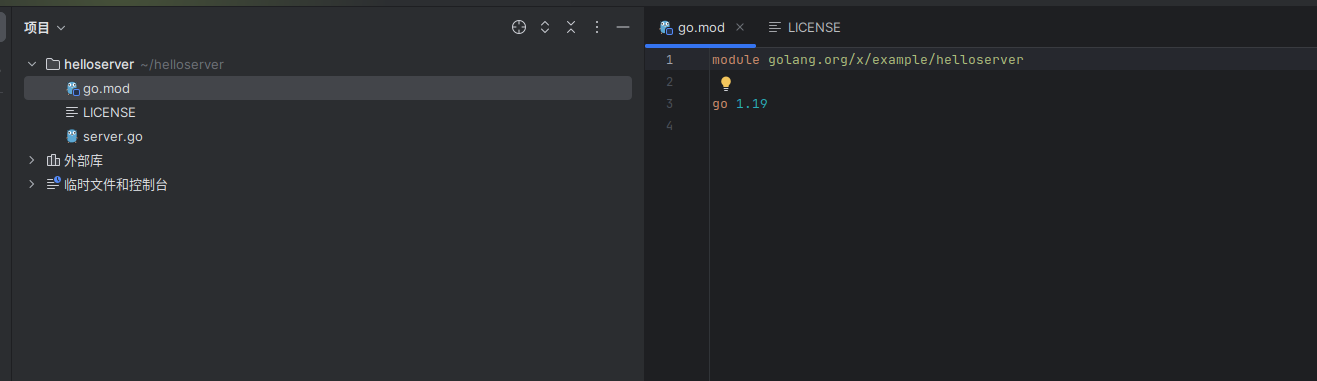 项目
helloserver ~/helloserver
go.mod
LICENSE
server.go
外部库
临时文件和控制台
go.mod LICENSE
1 module golang.org/x/example/helloserver
2
3 go 1.19
4